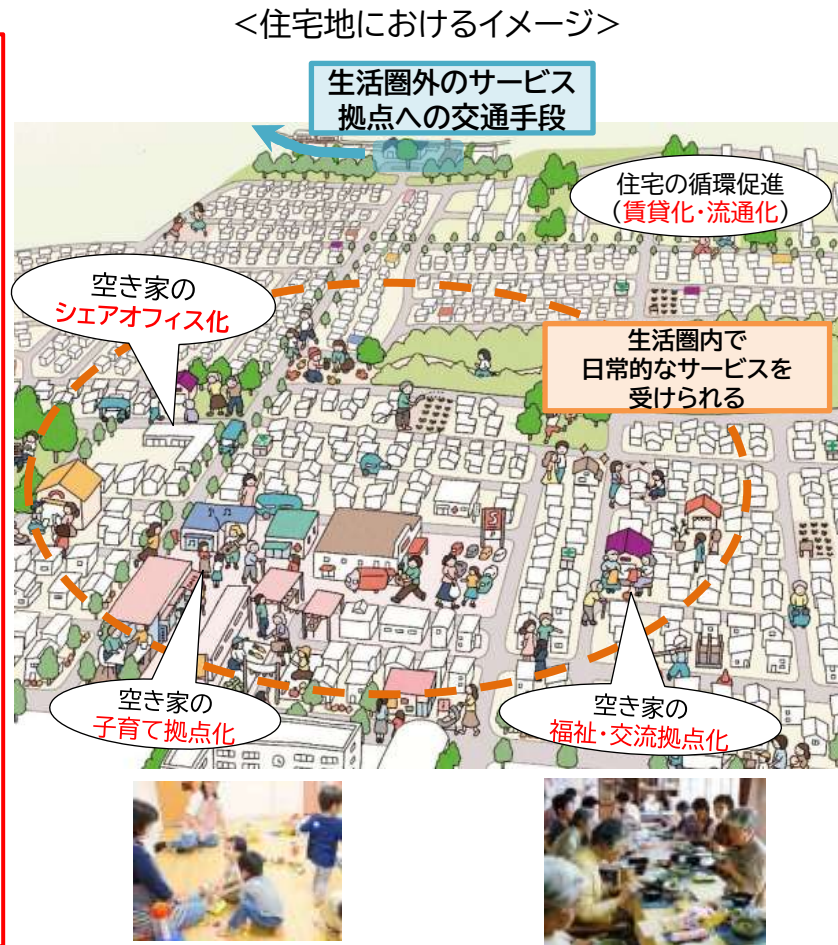 <住宅地におけるイメージ>
生活圏外のサービス
拠点への交通手段
住宅の循環促進
(賃貸化・流通化)
空き家の
シェアオフィス化
生活圏内で
日常的なサービスを
受けられる
空き家の
子育て拠点化
空き家の
福祉・交流拠点化